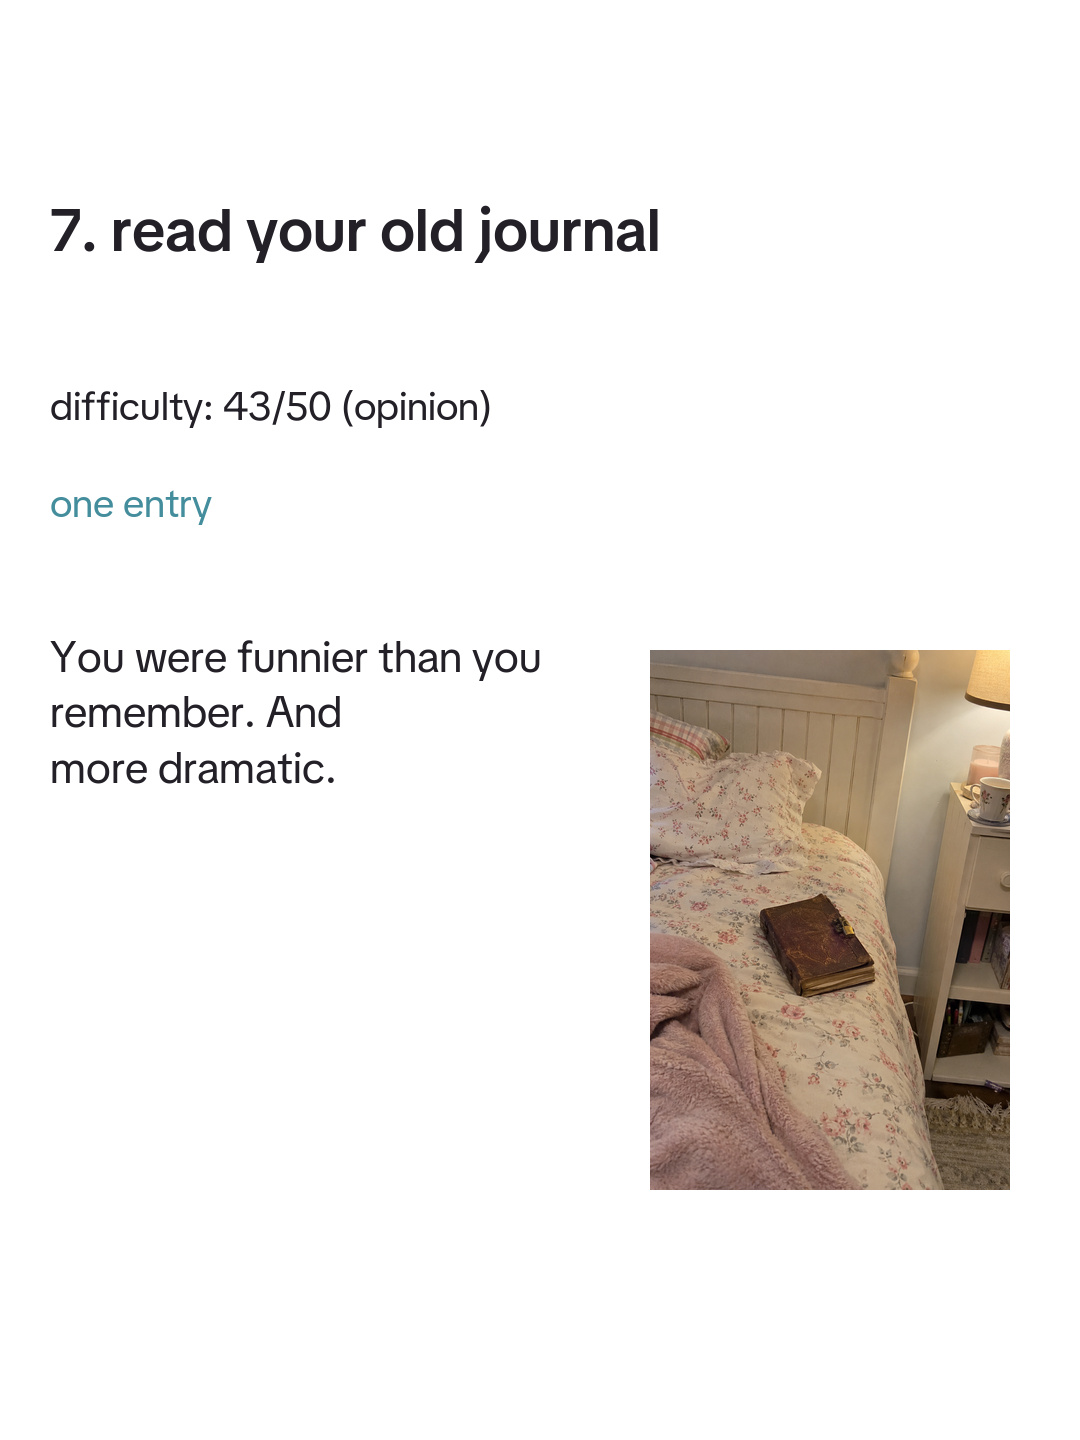 7. read your old journal
difficulty: 43/50 (opinion)
one entry
You were funnier than you
remember. And
more dramatic.